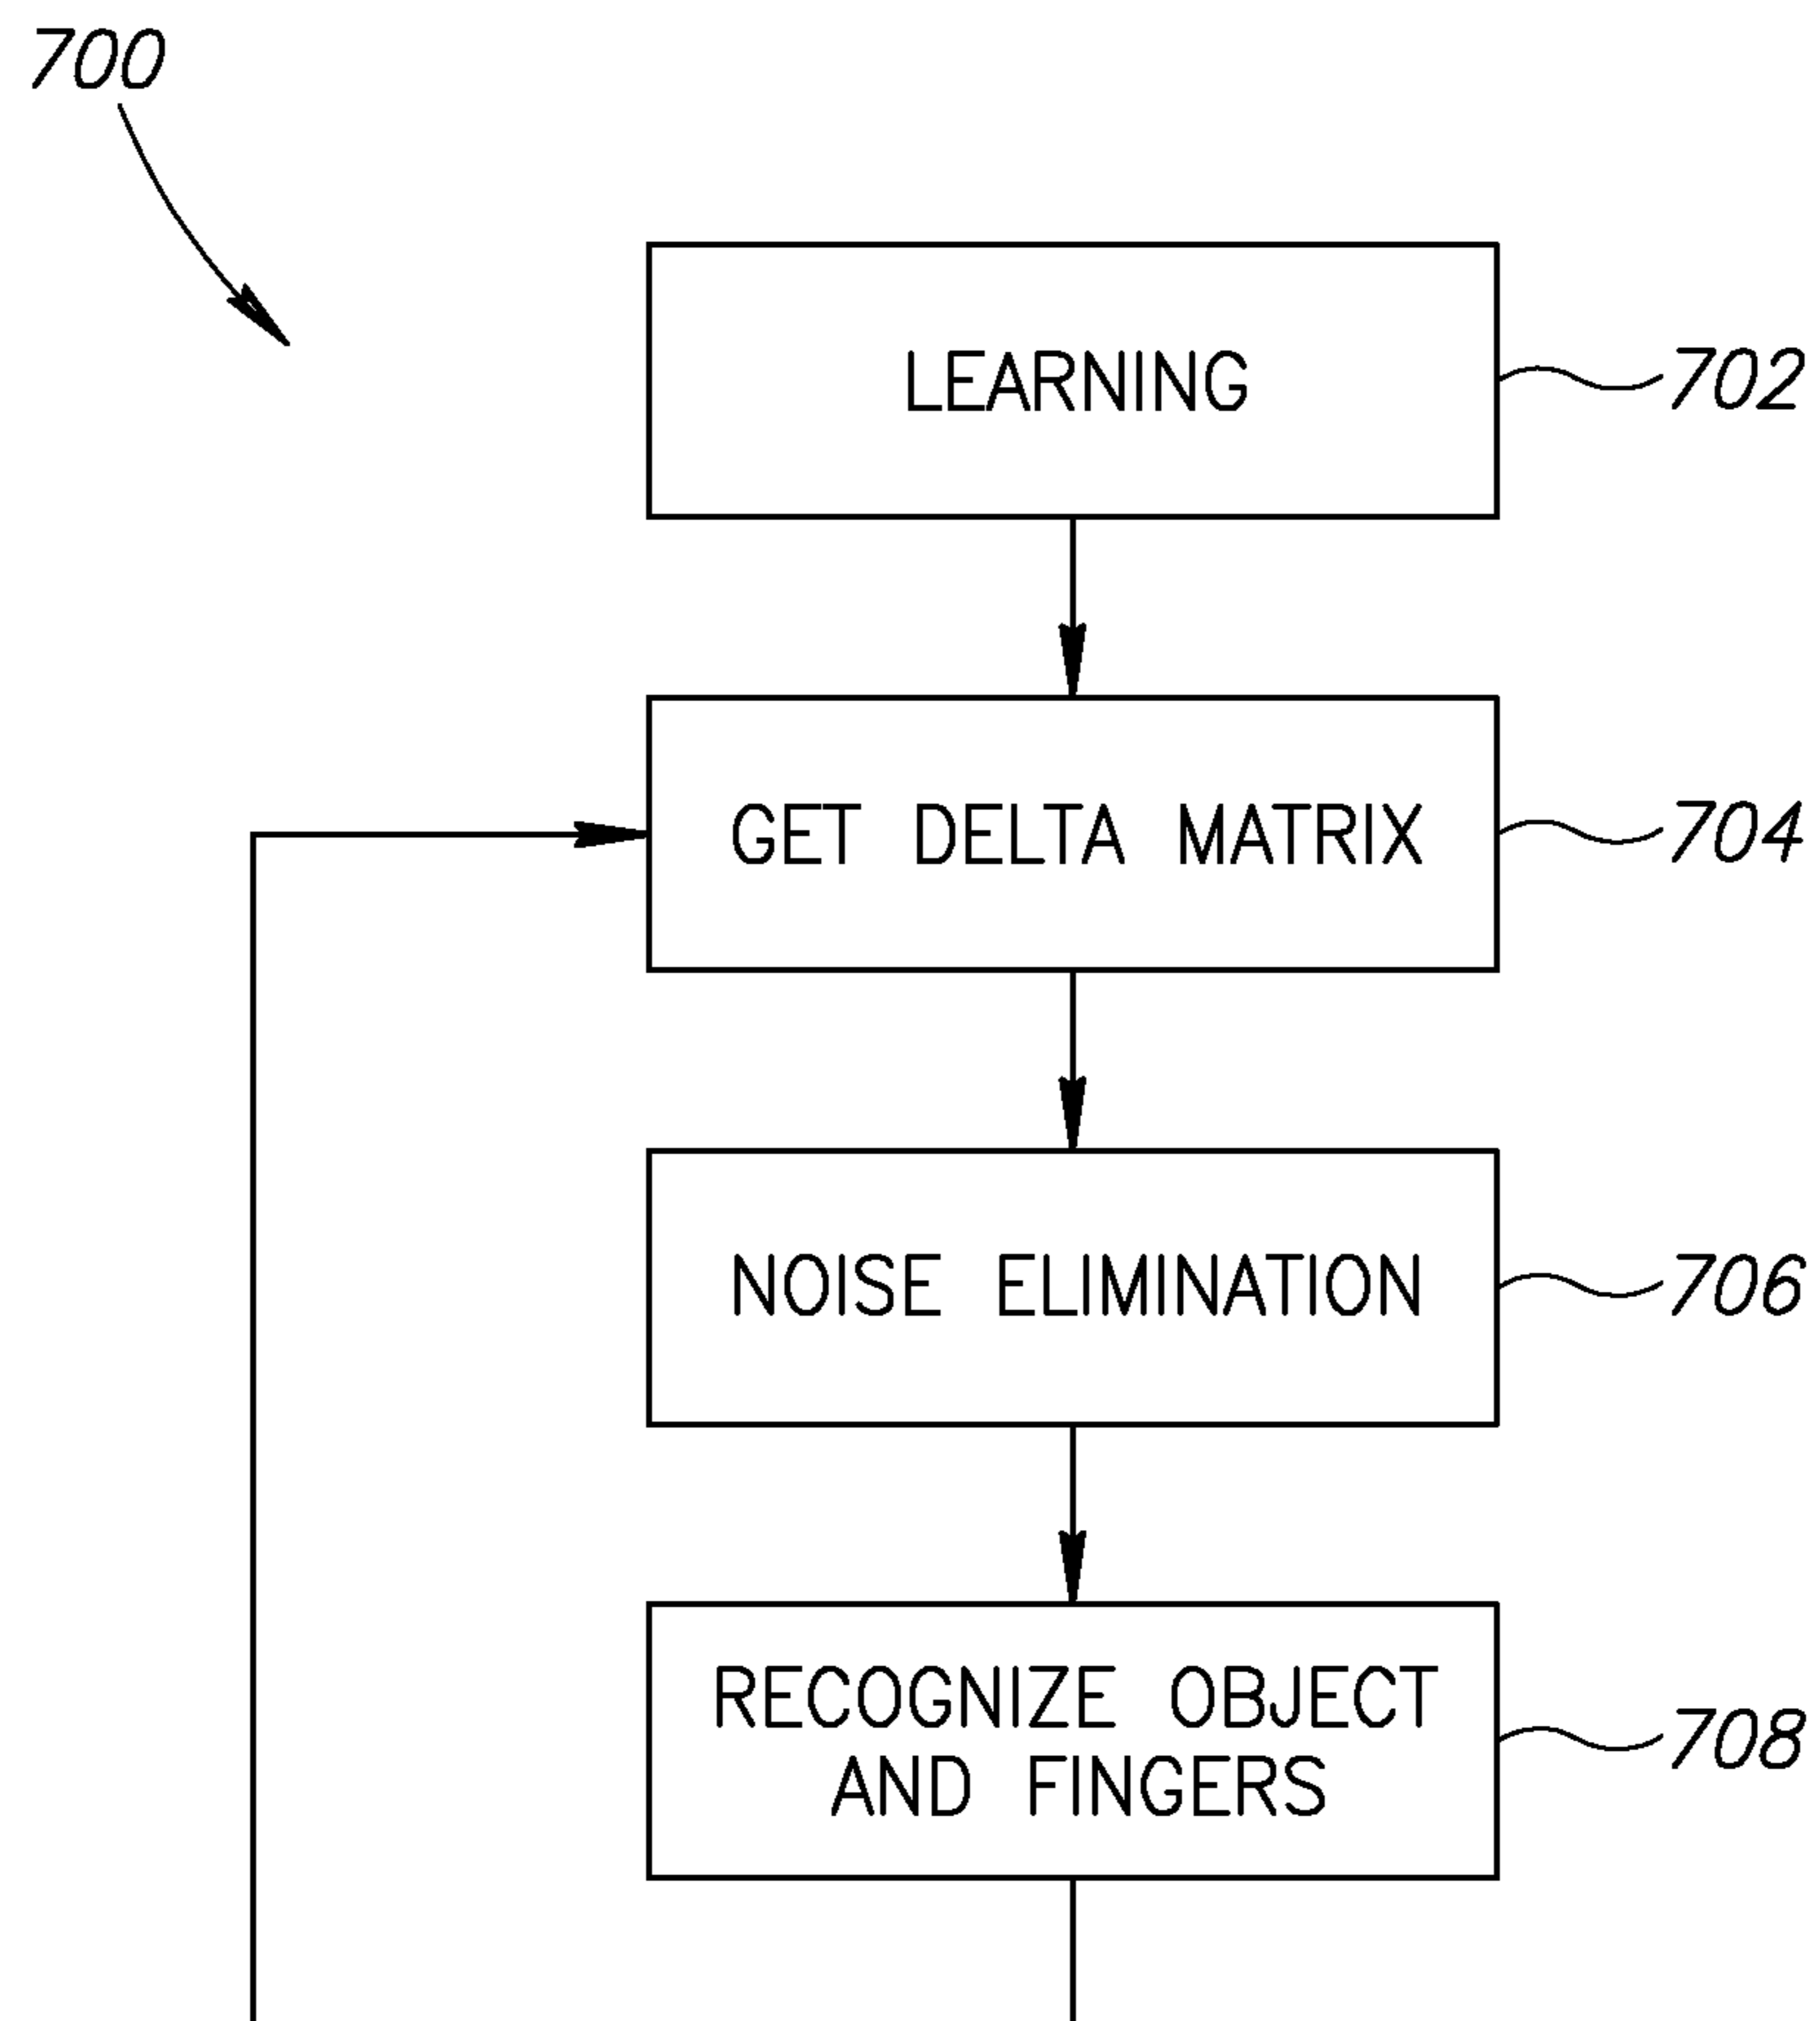 700
LEARNING
702
GET DELTA MATRIX
704
NOISE ELIMINATION
706
RECOGNIZE OBJECT
AND FINGERS
708